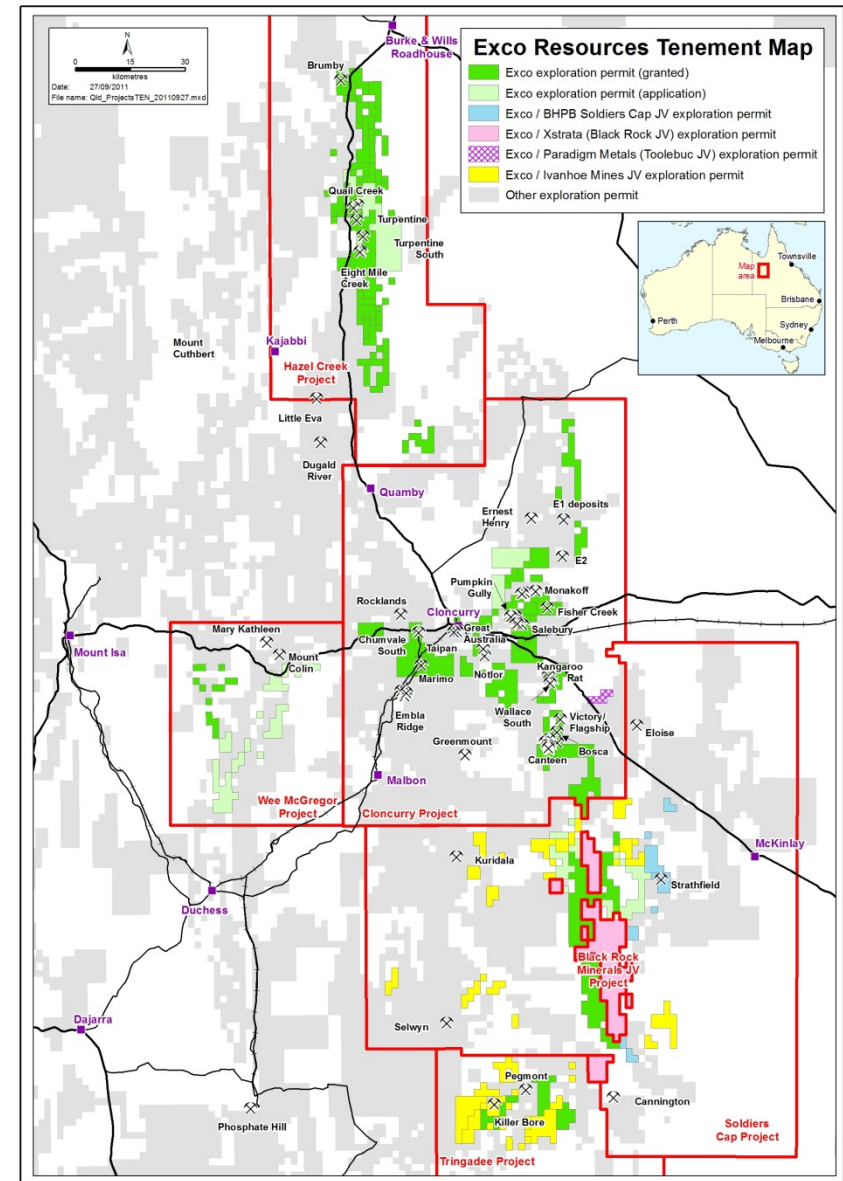 N
0 15 30
kilometres
Date: 27/09/2011
File name: Qld_ProjectsTEN_20110927.mxd
Burke & Wills
Roadhouse
Exco Resources Tenement Map
Exco exploration permit (granted)
Exco exploration permit (application)
Exco / BHPB Soldiers Cap JV exploration permit
Exco / Xstrata (Black Rock JV) exploration permit
Exco / Paradigm Metals (Toolebuc JV) exploration permit
Exco / Ivanhoe Mines JV exploration permit
Other exploration permit
Map
area
Townsville
Brisbane
Perth
Sydney
Melbourne
Brumby
Quail Creek
Turpentine
Turpentine
South
Eight Mile
Creek
Mount
Cuthbert
Kajabbi
Hazel Creek
Project
Little Eva
Dugald
River
Quamby
Ernest
Henry
E1 deposits
E2
Pumpkin
Gully
Monakoff
Fisher Creek
Rocklands
Cloncurry
Great
Australia
Salebury
Mary Kathleen
Mount Isa
Mount
Colin
Chumvale
South
Taipan
Marimo
Notlor
Kangaroo
Rat
Wallace
South
Embla
Ridge
Victory/
Flagship
Eloise
Greenmount
Bosca
Canteen
Malbon
Wee McGregor
Project
Cloncurry Project
McKinlay
Kuridala
Strathfield
Duchess
Black Rock
Minerals JV
Project
Dajarra
Selwyn
Pegmont
Killer Bore
Cannington
Phosphate Hill
Soldiers
Cap Project
Tringadee Project